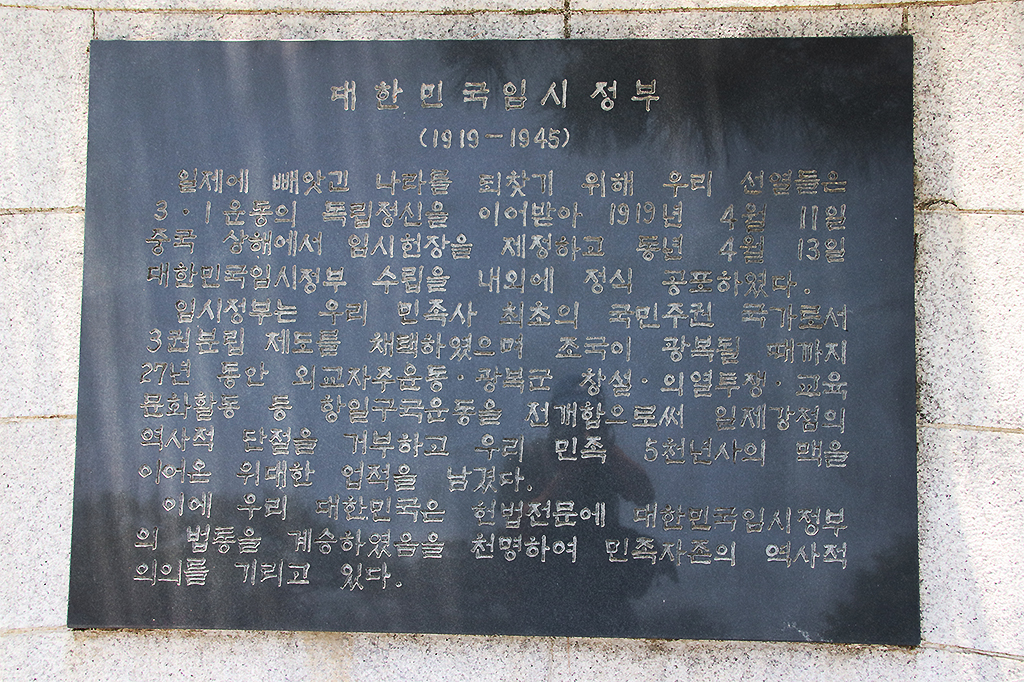 대한민국임시정부
(1919-1945)
일제에 빼앗긴 나라를 되찾기 위해 우리 선열들은
3·1운동의 독립정신을 이어받아 1919년 4월 11일
중국 상해에서 임시헌장을 제정하고 동년 4월 13일
대한민국임시정부 수립을 내외에 정식 공포하였다.
임시정부는 우리 민족사 최초의 국민주권 국가로서
3권분립 제도를 채택하였으며 조국이 광복될 때까지
27년 동안 외교자주운동·광복군 창설·의열투쟁·교육
문화활동 등 항일구국운동을 전개함으로써 일제강점의
역사적 단절을 거부하고 우리 민족 5천년사의 맥을
이어온 위대한 업적을 남겼다.
이에 우리 대한민국은 헌법전문에 대한민국임시정부
의 법통을 계승하였음을 천명하여 민족자존의 역사적
의의를 기리고 있다.